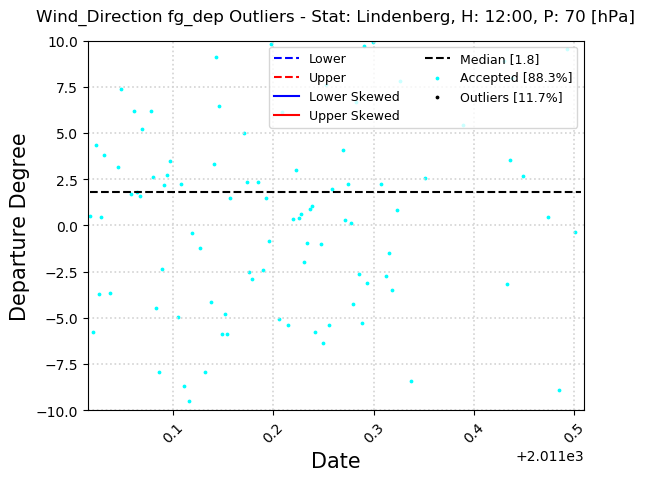 Wind_Direction fg_dep Outliers - Stat: Lindenberg, H: 12:00, P: 70 [hPa]
10.0
7.5
5.0
2.5
0.0
−2.5
−5.0
−7.5
−10.0
Departure Degree
Lower
Upper
Lower Skewed
Upper Skewed
Median [1.8]
Accepted [88.3%]
Outliers [11.7%]
0.1
0.2
0.3
0.4
0.5
+2.011e3
Date